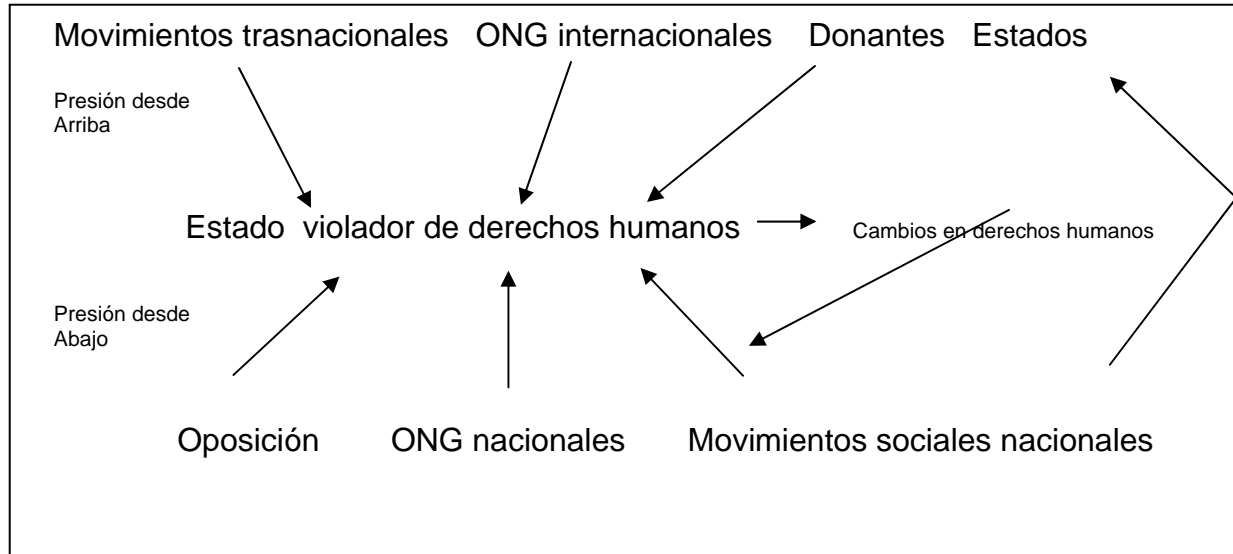 Movimientos trasnacionales ONG internacionales Donantes Estados
Presión desde
Arriba
Estado violador de derechos humanos
Cambios en derechos humanos
Presión desde
Abajo
Oposición ONG nacionales Movimientos sociales nacionales